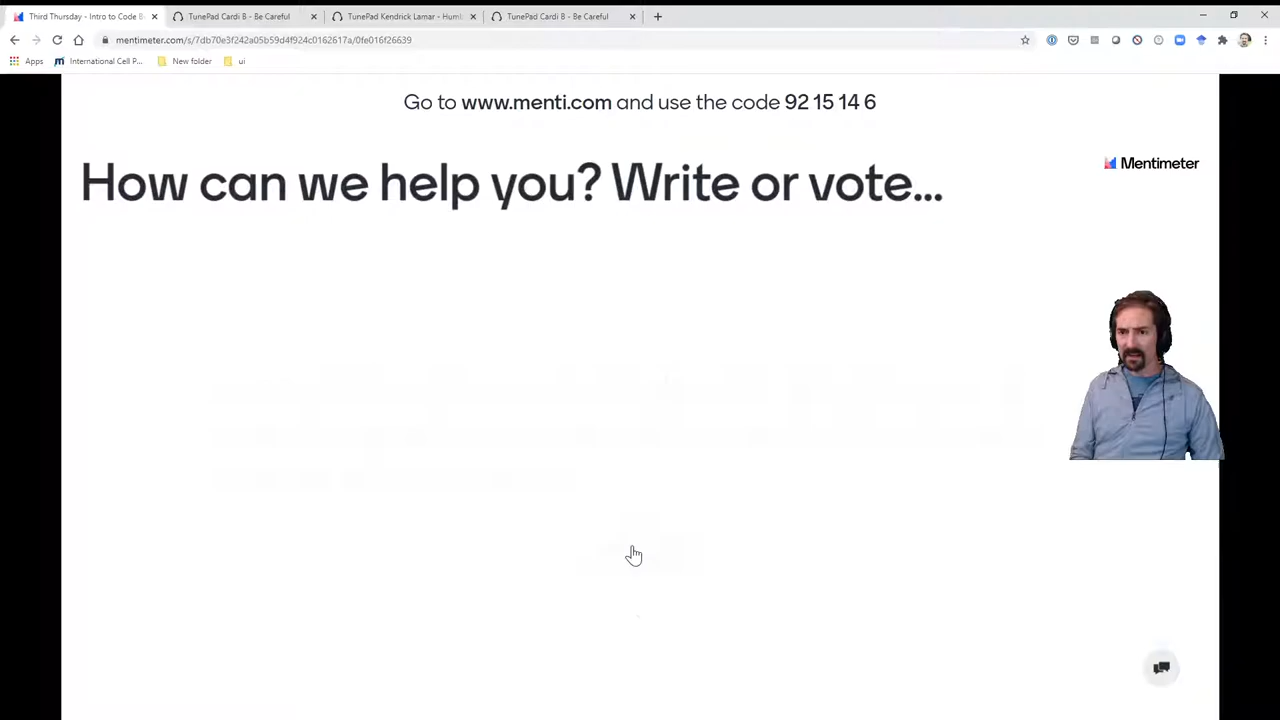 Third Thursday - Intro to Code B
TunePad Cardi B - Be Careful
TunePad Kendrick Lamar - Humb
TunePad Cardi B - Be Careful
mentimeter.com/s/7db70e3f242a05b59d4f924c0162617a/0fe016f26639
Apps
International Cell P...
New folder
ui
Go to www.menti.com and use the code 92 15 14 6
How can we help you? Write or vote...
Mentimeter